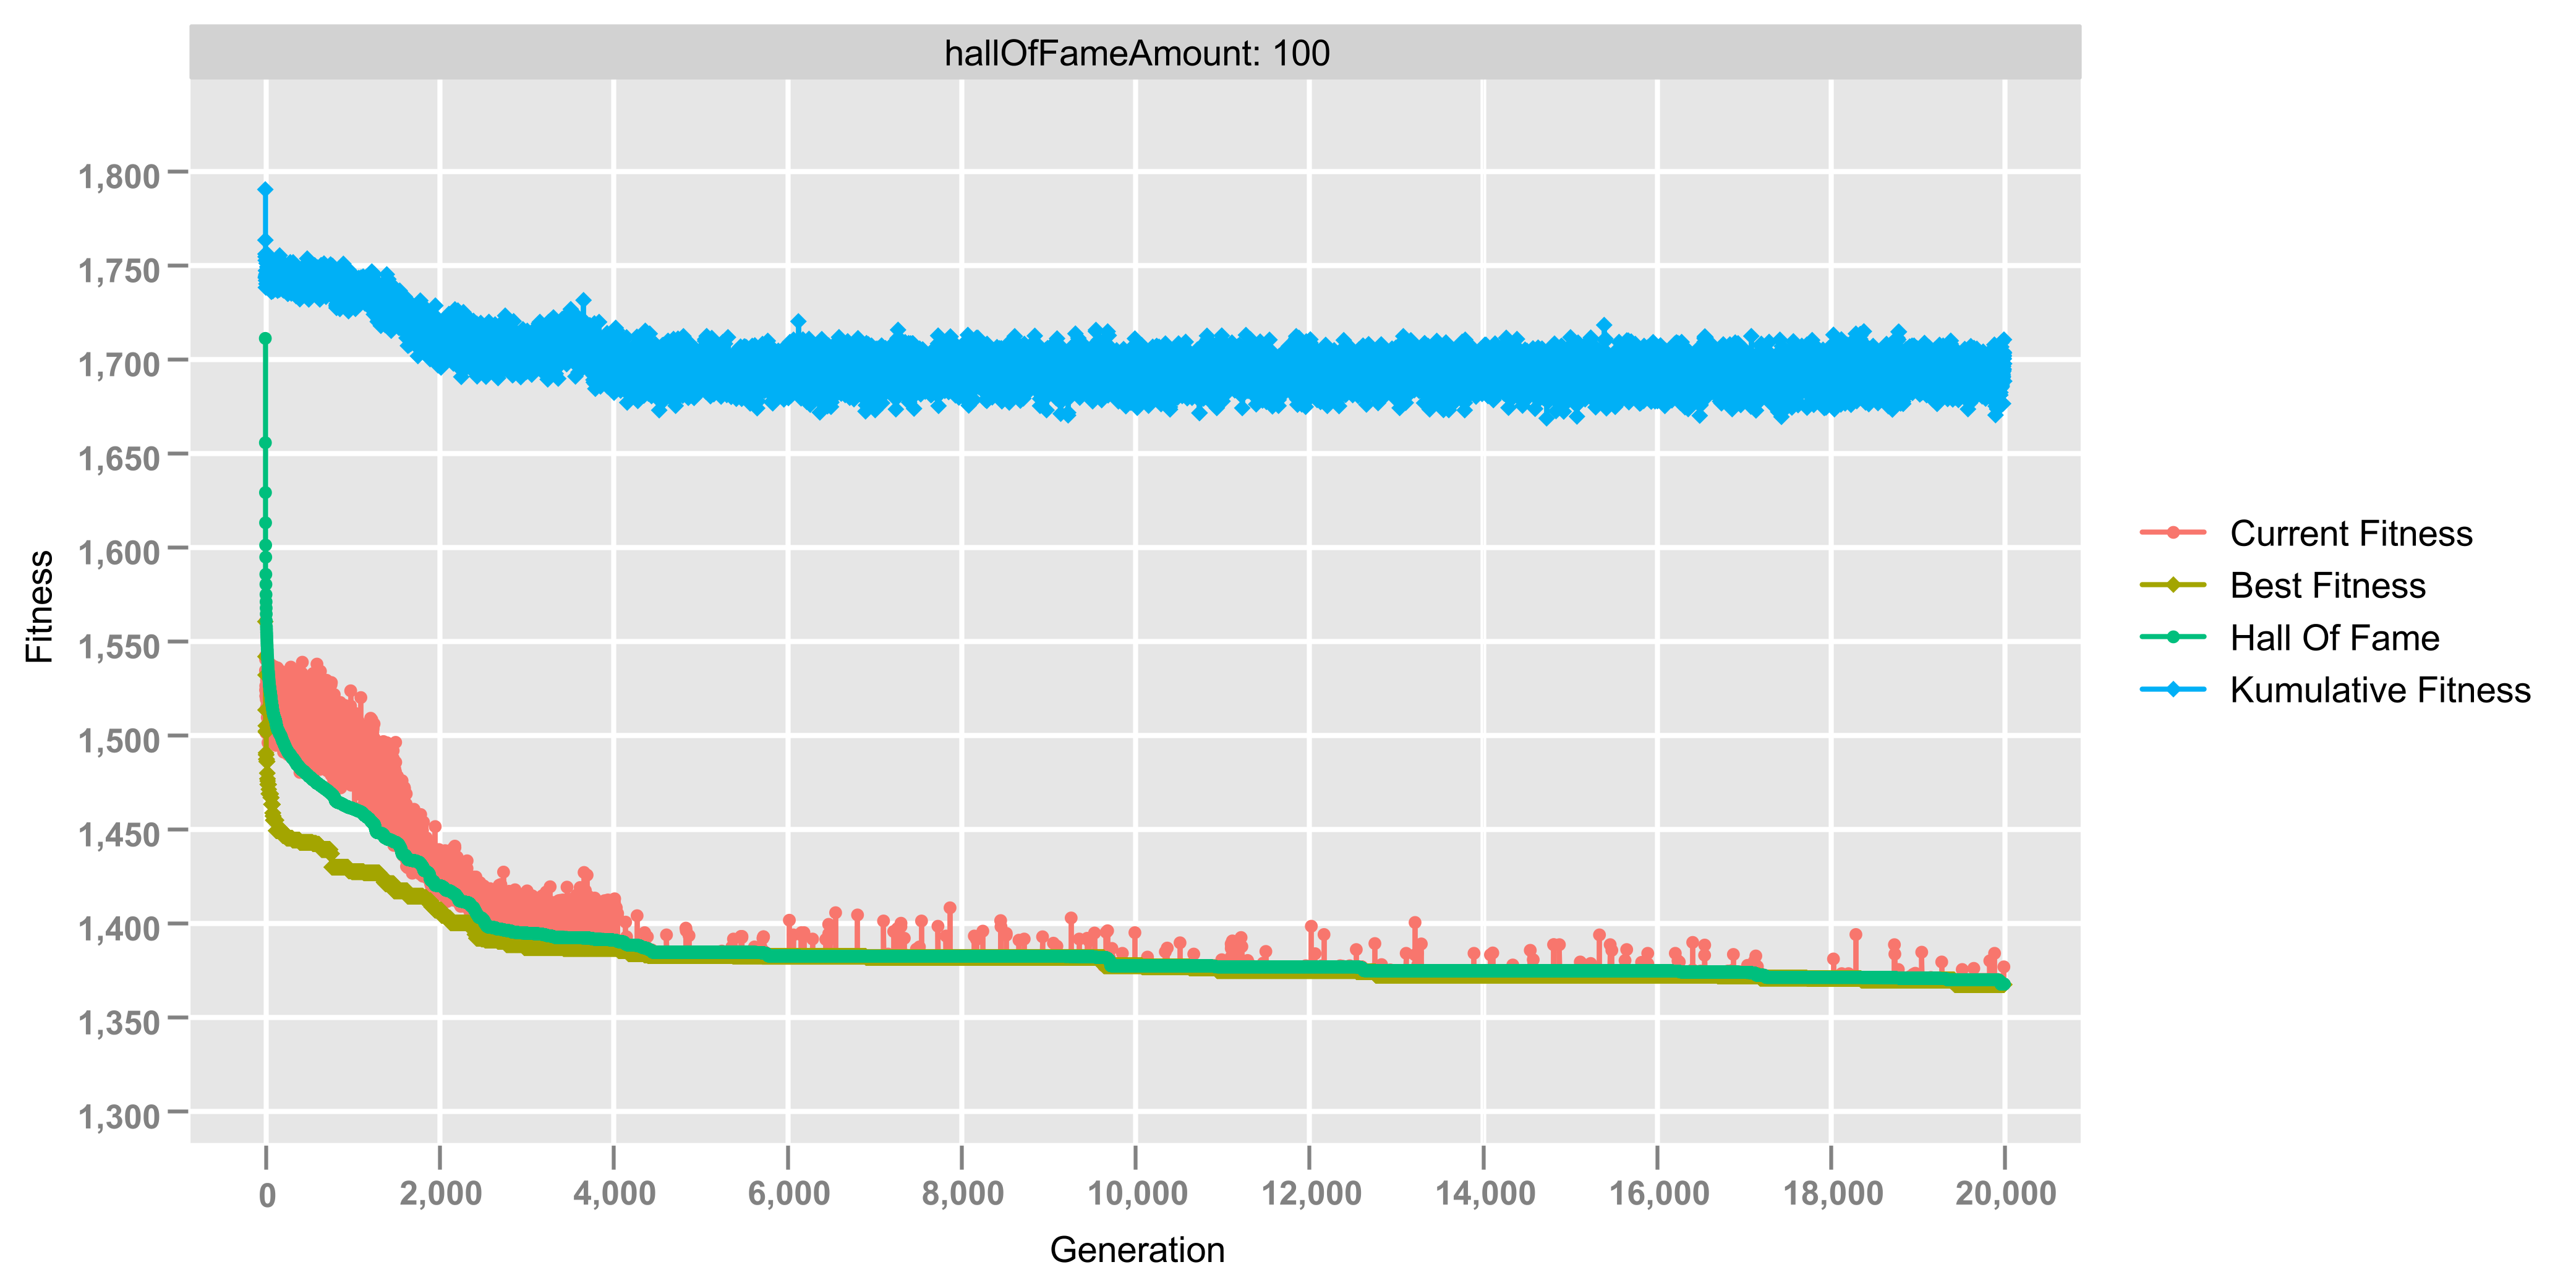 hallOfFameAmount: 100
1,800
1,750
1,700
1,650
1,600
1,550
1,500
1,450
1,400
1,350
1,300
Fitness
0 2,000 4,000 6,000 8,000 10,000 12,000 14,000 16,000 18,000 20,000
Generation
Current Fitness
Best Fitness
Hall Of Fame
Kumulative Fitness